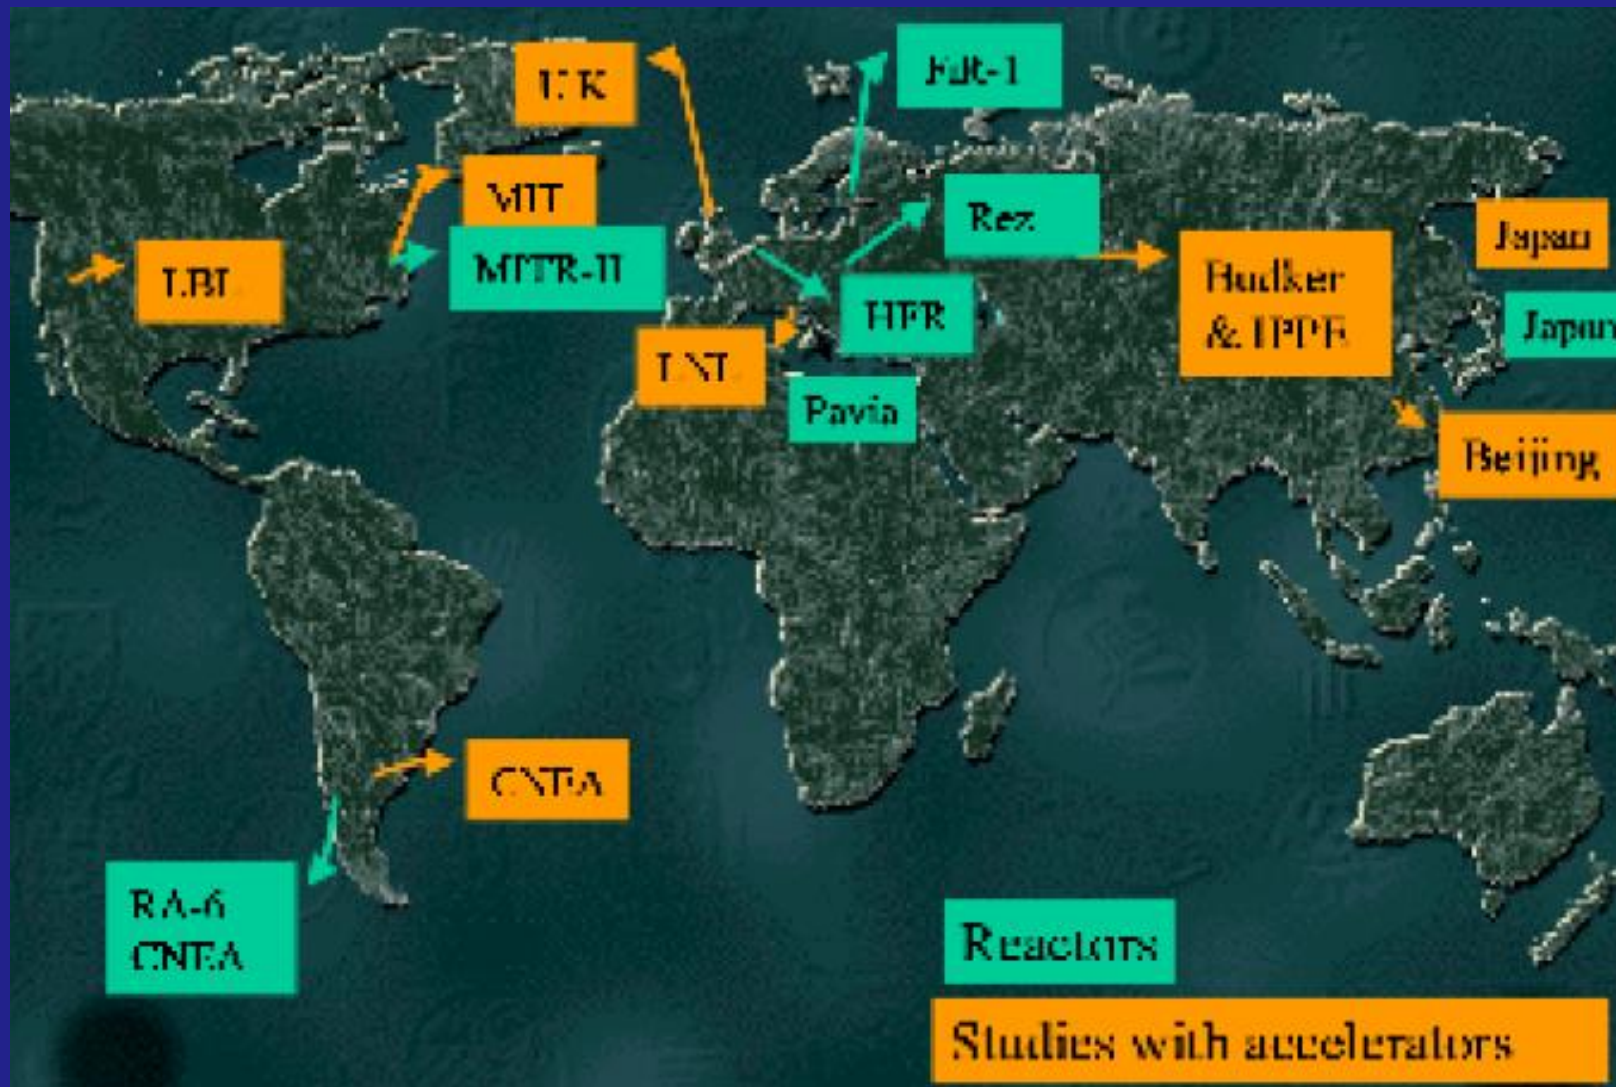 U K
FiR-1
MIT
MITR-II
LBL
Rez
Budker
& IPPE
Japan
Japan
HFR
LNL
Pavia
Beijing
CNEA
RA-6
CNEA
Reactors
Studies with accelerators